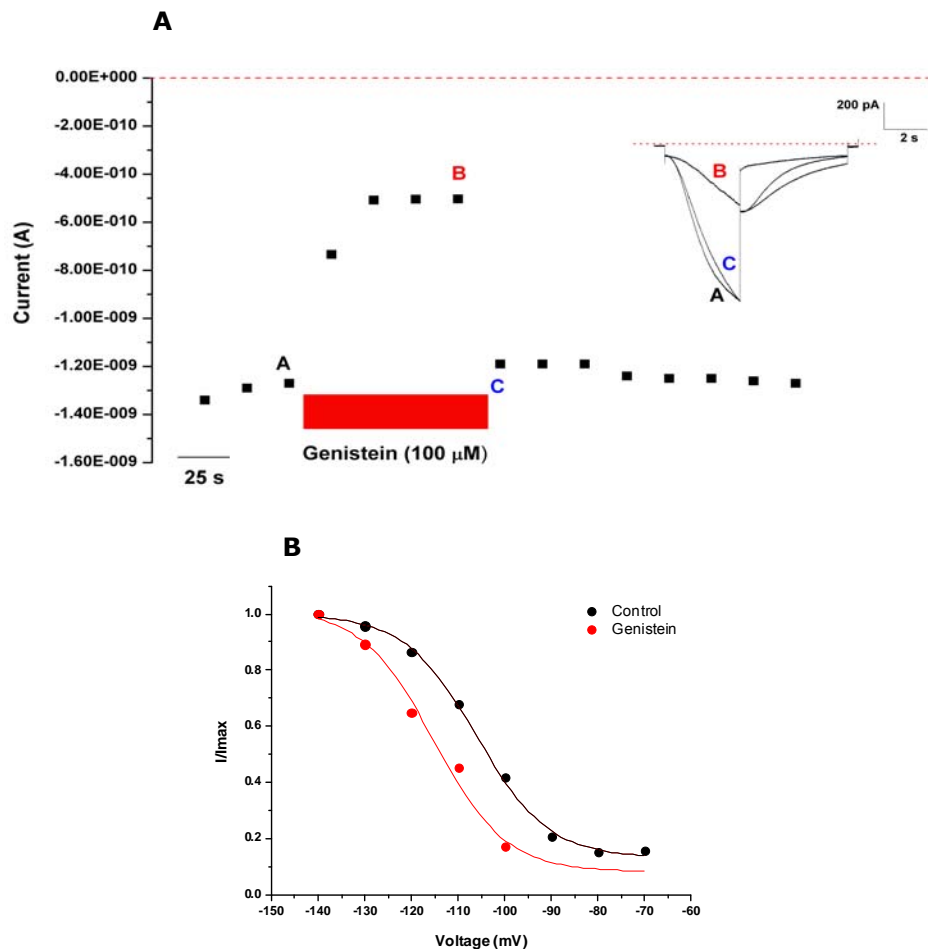 A
0.00E+000
-2.00E-010
-4.00E-010
-6.00E-010
-8.00E-010
-1.00E-009
-1.20E-009
-1.40E-009
-1.60E-009
Current (A)
A
B
C
25 s
Genistein (100 μM)
200 pA
2 s
B
C
A
B
1.0
0.8
0.6
0.4
0.2
0.0
I/Imax
Control
Genistein
-150 -140 -130 -120 -110 -100 -90 -80 -70 -60
Voltage (mV)